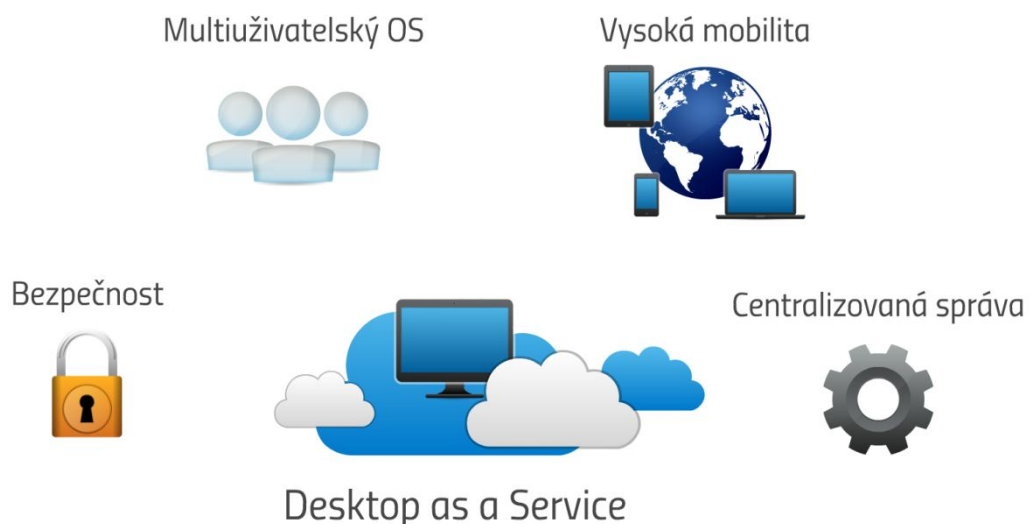 Multiuživatelský OS
Vysoká mobilita
Bezpečnost
Centralizovaná správa
Desktop as a Service